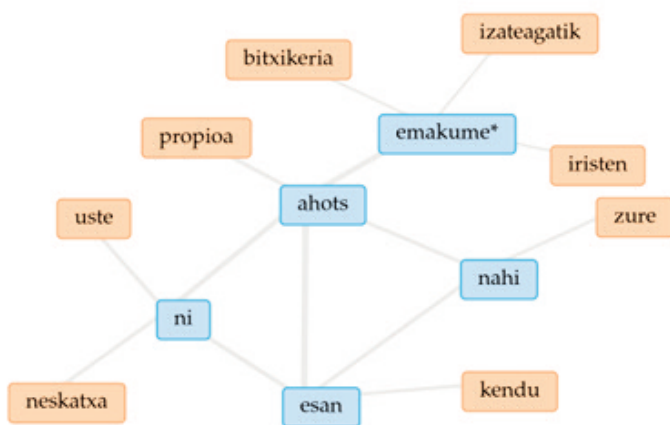 izateagatik
bitxikeria
emakume*
propioa
iristen
ahots
uste
zure
nahi
ni
kendu
neskatxa
esan